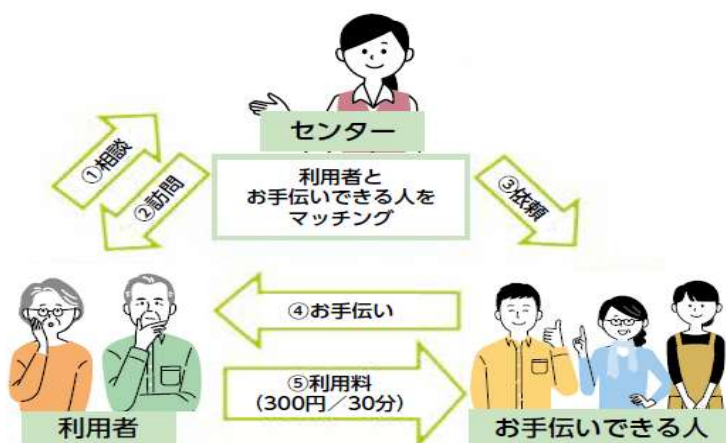 センター
利用者と
お手伝いできる人を
マッチング
①相談
②訪問
③依頼
④お手伝い
⑤利用料
(300円/30分)
利用者
お手伝いできる人